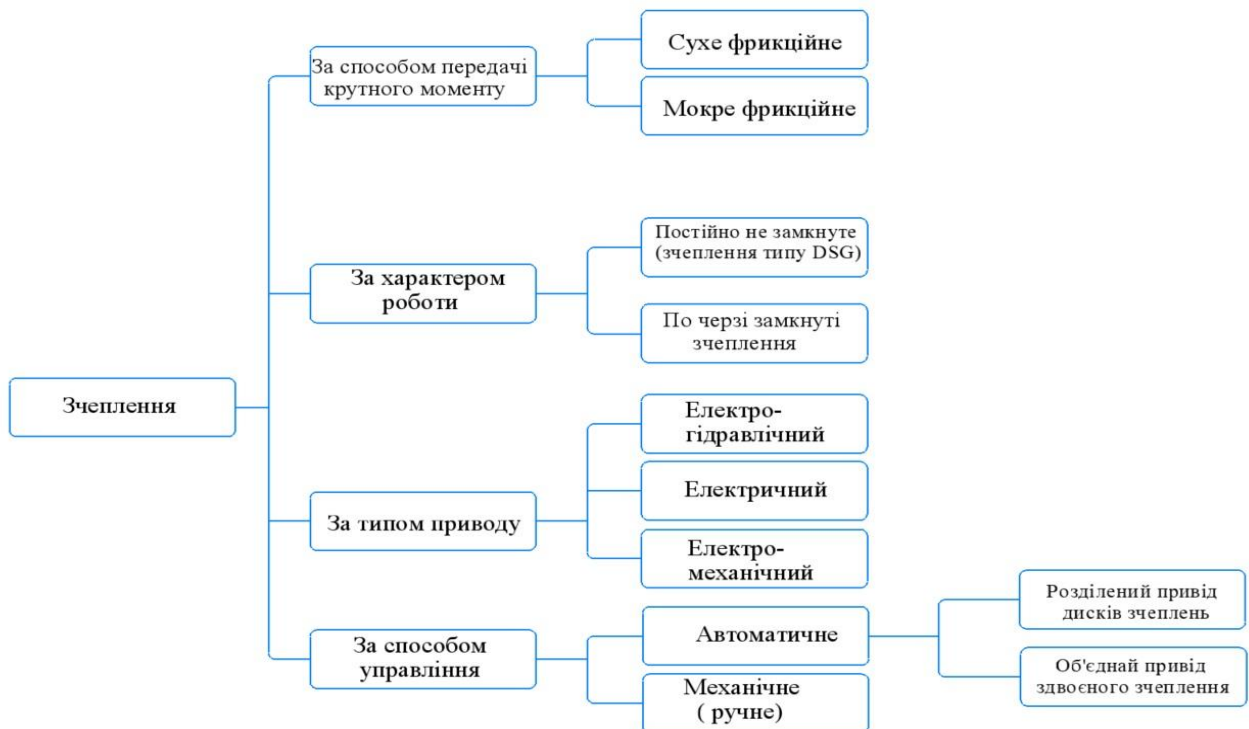 За способом передачі
крутного моменту
Сухе фрикційне
Мокре фрикційне
За характером
роботи
Постійно не замкнуте
(зчеплення типу DSG)
По черзі замкнуті
зчеплення
Зчеплення
За типом приводу
Електро-
гідравлічний
Електричний
Електро-
механічний
За способом
управління
Автоматичне
Механічне
( ручне)
Розділений привід
дисків зчеплень
Об'єднай привід
здвоєного зчеплення